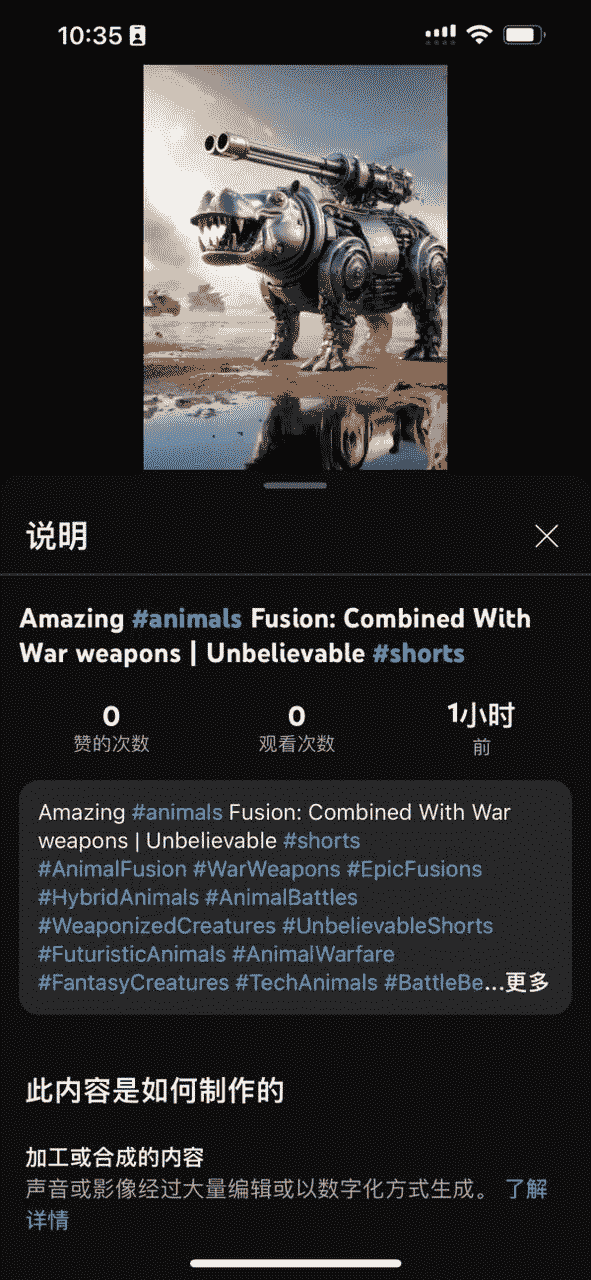 10:35
说明
Amazing #animals Fusion: Combined With
War weapons | Unbelievable #shorts
0
赞的次数
0
观看次数
1小时
前
Amazing #animals Fusion: Combined With War
weapons | Unbelievable #shorts
#AnimalFusion #WarWeapons #EpicFusions
#HybridAnimals #AnimalBattles
#WeaponizedCreatures #UnbelievableShorts
#FuturisticAnimals #AnimalWarfare
#FantasyCreatures #TechAnimals #BattleBe...更多
此内容是如何制作的
加工或合成的内容
声音或影像经过大量编辑或以数字化方式生成。 了解
详情